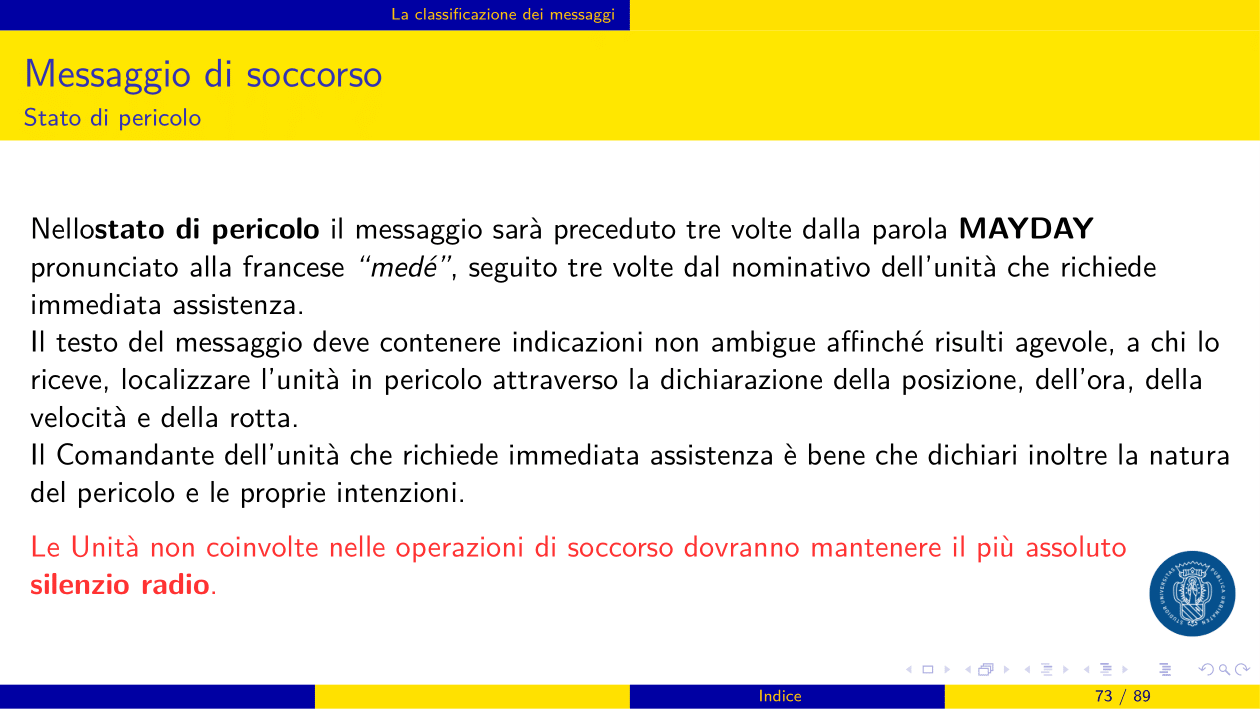 La classificazione dei messaggi
Messaggio di soccorso
Stato di pericolo
Nellostato di pericolo il messaggio sarà preceduto tre volte dalla parola MAYDAY
pronunciato alla francese “medé”, seguito tre volte dal nominativo dell’unità che richiede
immediata assistenza.
Il testo del messaggio deve contenere indicazioni non ambigue affinché risulti agevole, a chi lo
riceve, localizzare l’unità in pericolo attraverso la dichiarazione della posizione, dell’ora, della
velocità e della rotta.
Il Comandante dell’unità che richiede immediata assistenza è bene che dichiari inoltre la natura
del pericolo e le proprie intenzioni.
Le Unità non coinvolte nelle operazioni di soccorso dovranno mantenere il più assoluto
silenzio radio.
Indice
73 / 89